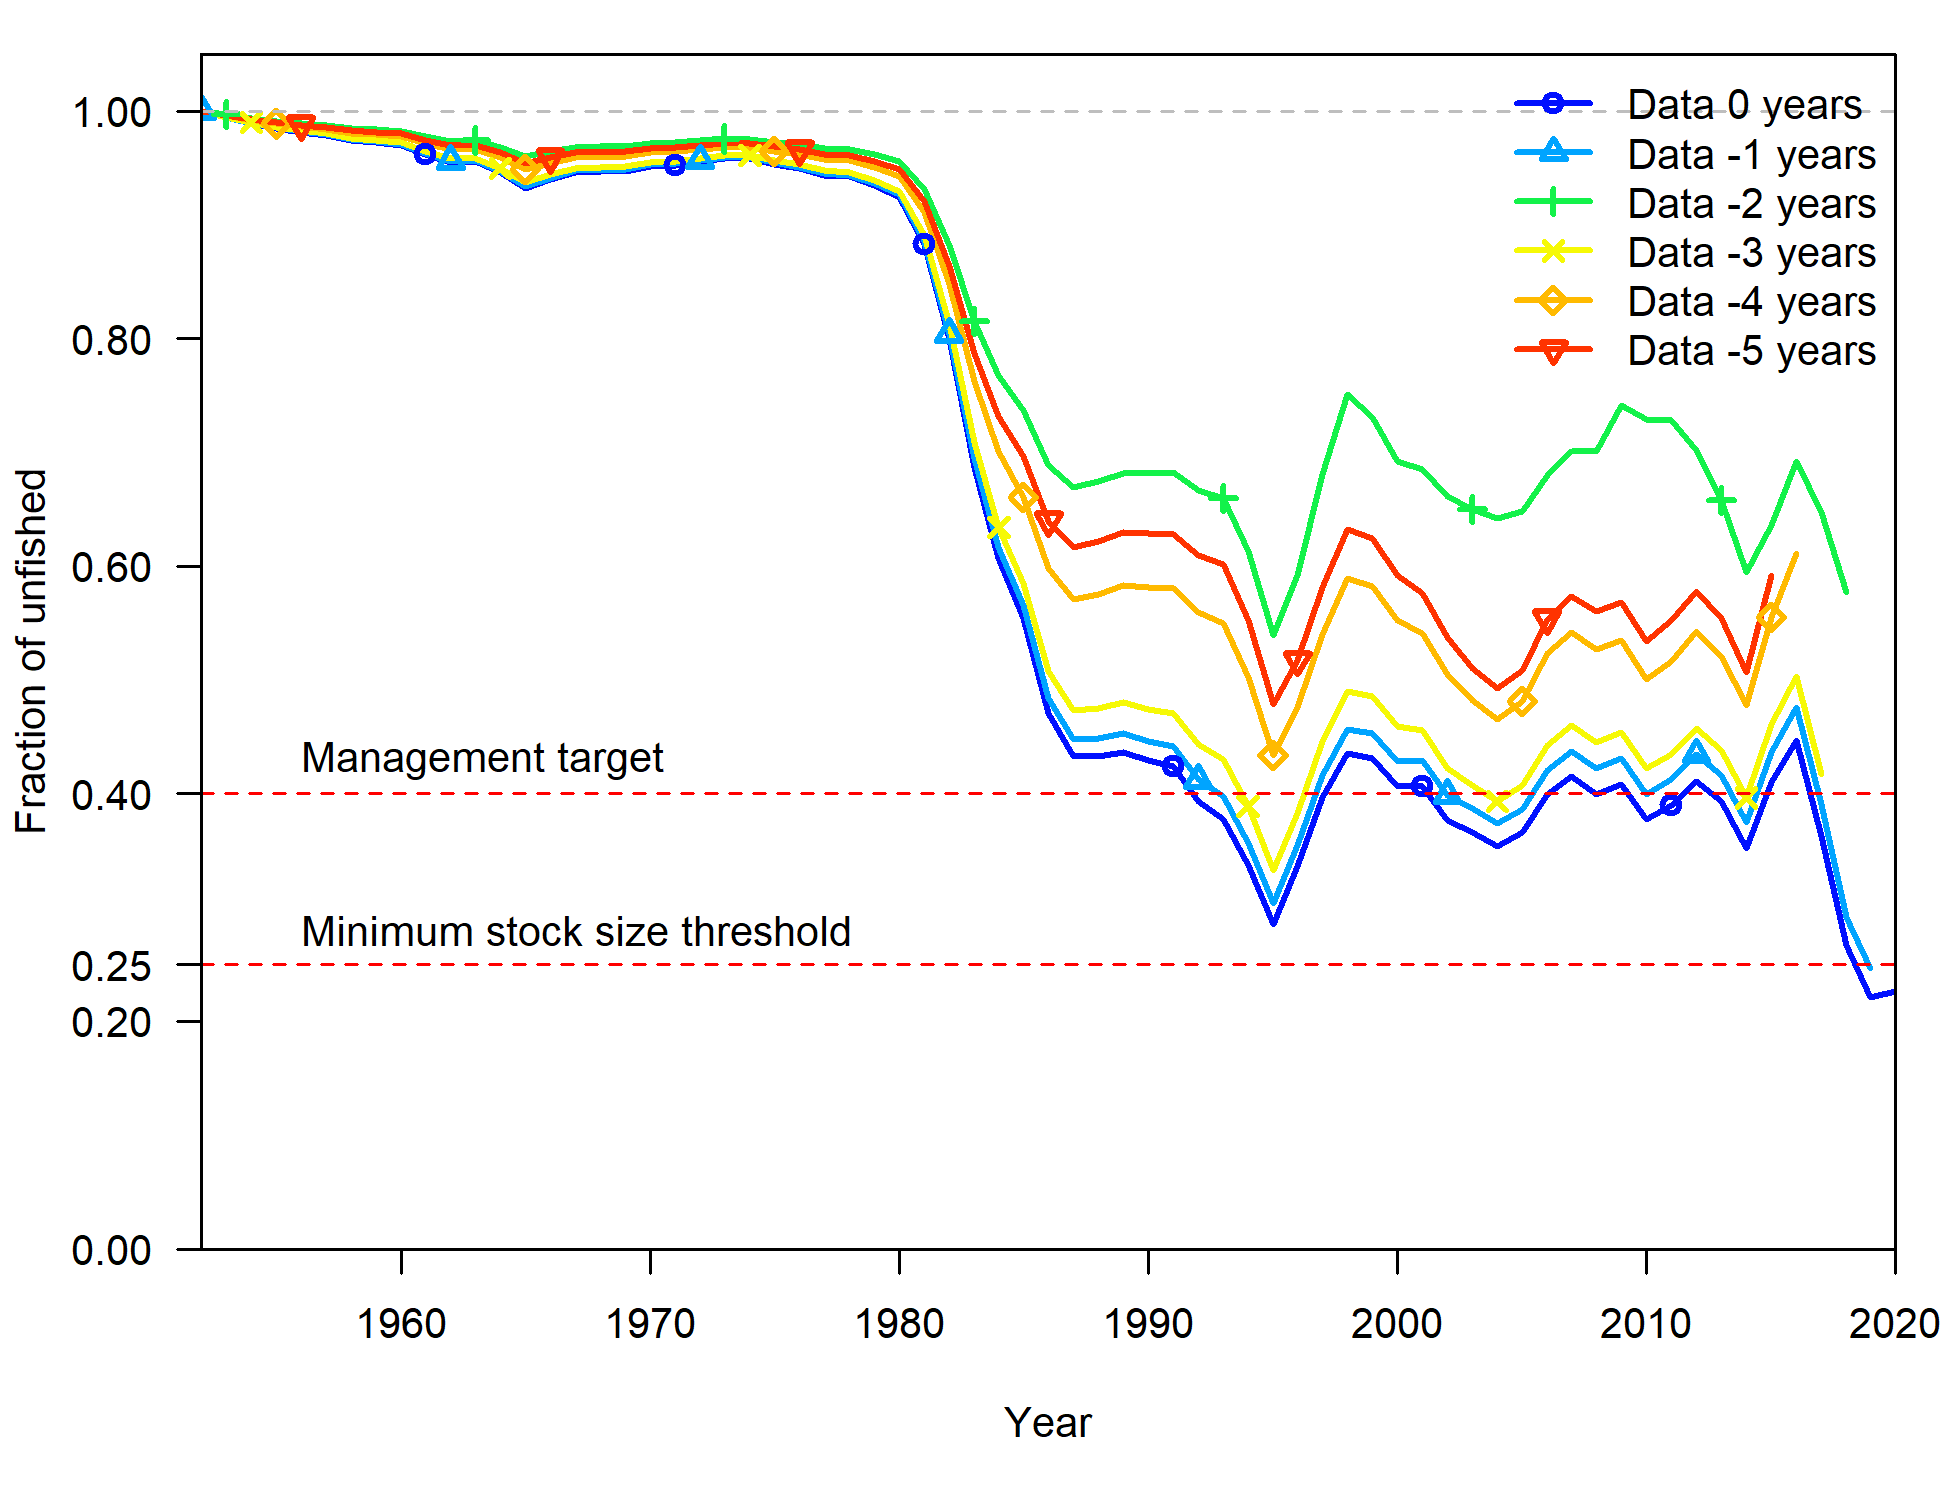 Data 0 years
Data -1 years
Data -2 years
Data -3 years
Data -4 years
Data -5 years
1.00
0.80
0.60
0.40
0.25
0.20
0.00
Fraction of unfished
Management target
Minimum stock size threshold
1960 1970 1980 1990 2000 2010 2020
Year